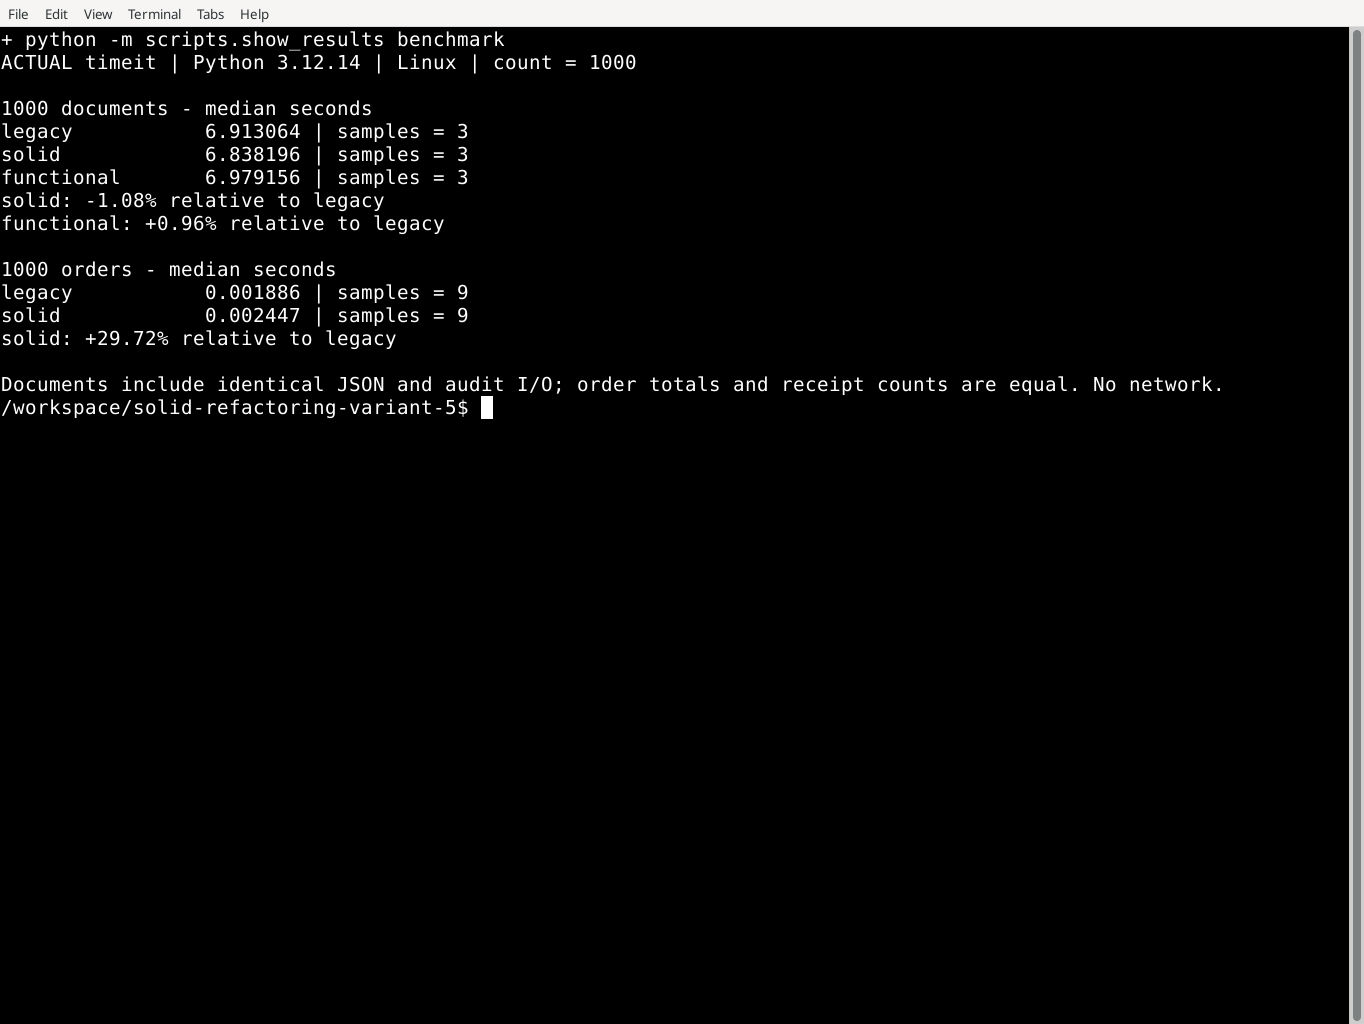 File Edit View Terminal Tabs Help
+ python -m scripts.show_results benchmark
ACTUAL timeit | Python 3.12.14 | Linux | count = 1000
1000 documents - median seconds
legacy           6.913064 | samples = 3
solid            6.838196 | samples = 3
functional       6.979156 | samples = 3
solid: -1.08% relative to legacy
functional: +0.96% relative to legacy
1000 orders - median seconds
legacy           0.001886 | samples = 9
solid            0.002447 | samples = 9
solid: +29.72% relative to legacy
Documents include identical JSON and audit I/O; order totals and receipt counts are equal. No network.
/workspace/solid-refactoring-variant-5$